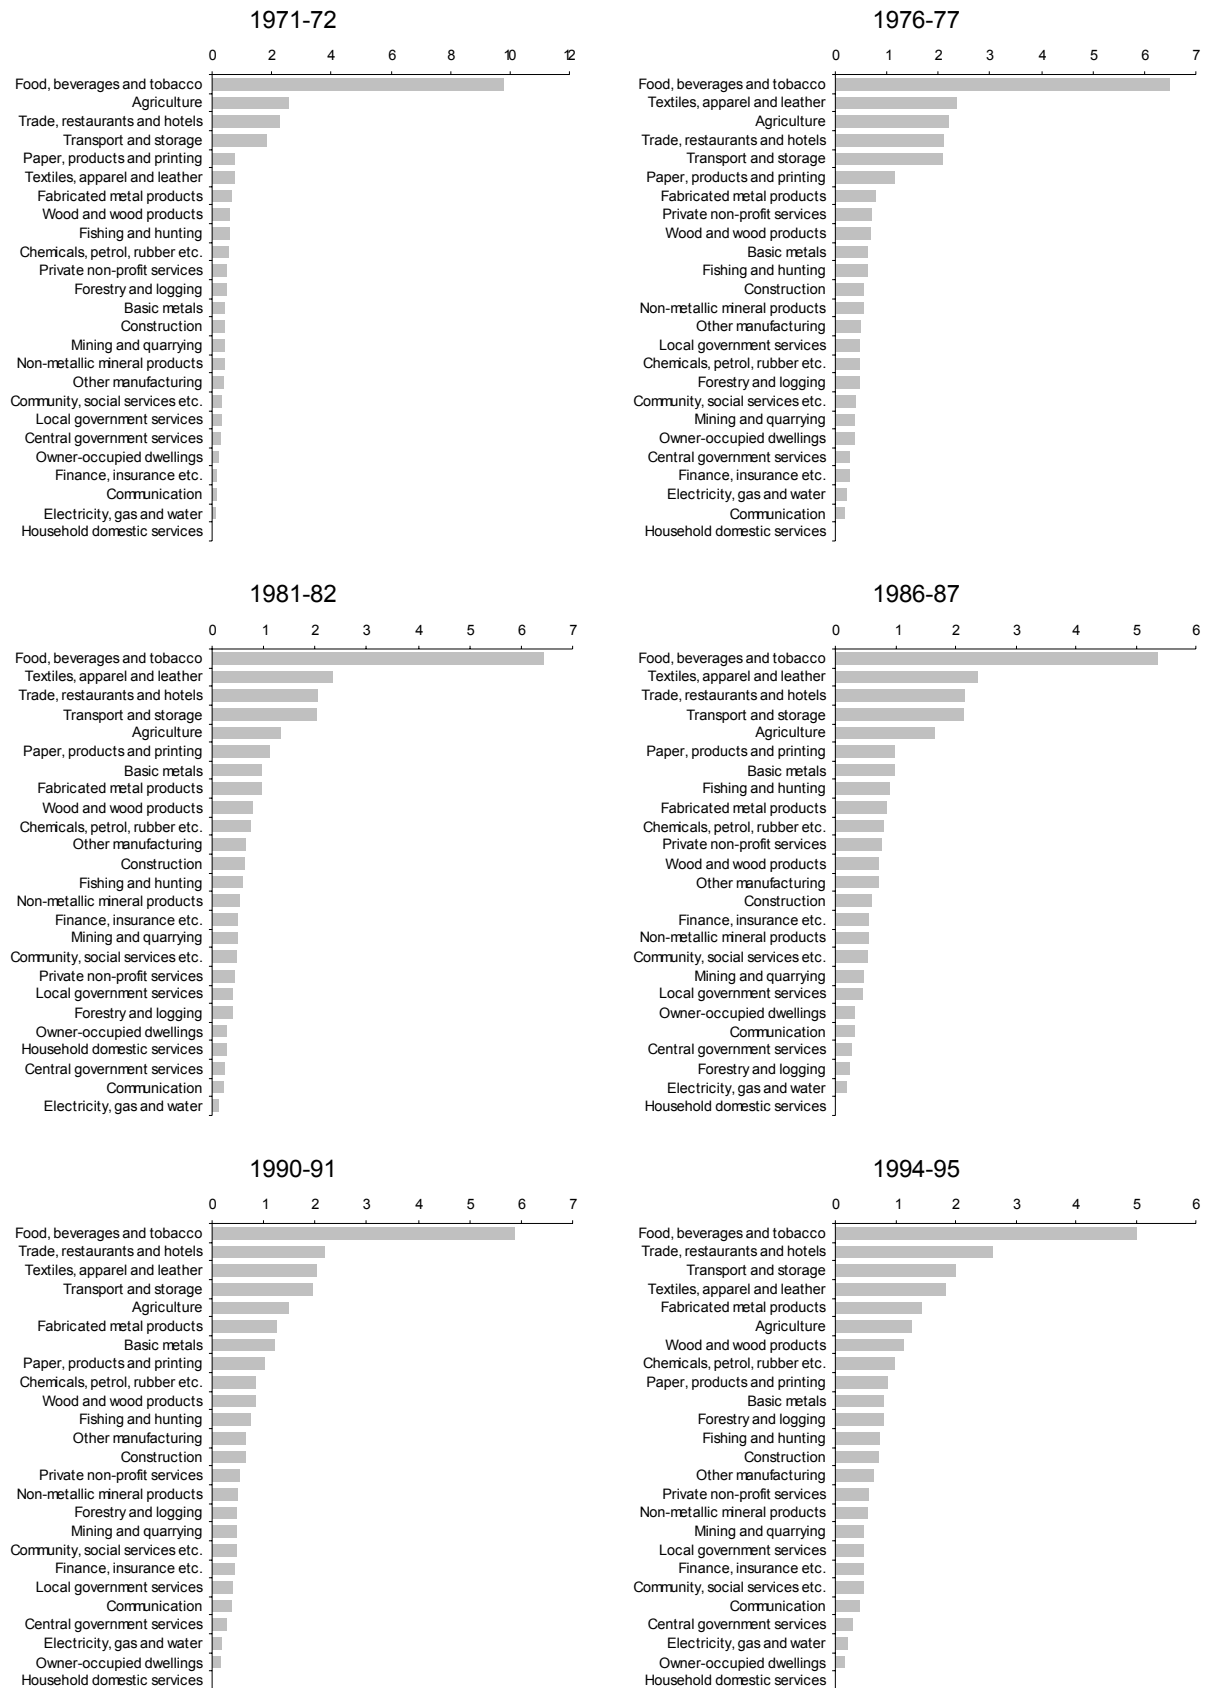 1971-72
0 2 4 6 8 10 12
Food, beverages and tobacco
Agriculture
Trade, restaurants and hotels
Transport and storage
Paper, products and printing
Textiles, apparel and leather
Fabricated metal products
Wood and wood products
Fishing and hunting
Chemicals, petrol, rubber etc.
Private non-profit services
Forestry and logging
Basic metals
Construction
Mining and quarrying
Non-metallic mineral products
Other manufacturing
Community, social services etc.
Local government services
Central government services
Owner-occupied dwellings
Finance, insurance etc.
Communication
Electricity, gas and water
Household domestic services
1976-77
0 1 2 3 4 5 6 7
Food, beverages and tobacco
Textiles, apparel and leather
Agriculture
Trade, restaurants and hotels
Transport and storage
Paper, products and printing
Fabricated metal products
Private non-profit services
Wood and wood products
Basic metals
Fishing and hunting
Construction
Non-metallic mineral products
Other manufacturing
Local government services
Chemicals, petrol, rubber etc.
Forestry and logging
Community, social services etc.
Mining and quarrying
Owner-occupied dwellings
Central government services
Finance, insurance etc.
Electricity, gas and water
Communication
Household domestic services
1981-82
0 1 2 3 4 5 6 7
Food, beverages and tobacco
Textiles, apparel and leather
Trade, restaurants and hotels
Transport and storage
Agriculture
Paper, products and printing
Basic metals
Fabricated metal products
Wood and wood products
Chemicals, petrol, rubber etc.
Other manufacturing
Construction
Fishing and hunting
Non-metallic mineral products
Finance, insurance etc.
Mining and quarrying
Community, social services etc.
Private non-profit services
Local government services
Forestry and logging
Owner-occupied dwellings
Household domestic services
Central government services
Communication
Electricity, gas and water
1986-87
0 1 2 3 4 5 6
Food, beverages and tobacco
Textiles, apparel and leather
Trade, restaurants and hotels
Transport and storage
Agriculture
Paper, products and printing
Basic metals
Fishing and hunting
Fabricated metal products
Chemicals, petrol, rubber etc.
Private non-profit services
Wood and wood products
Other manufacturing
Construction
Finance, insurance etc.
Non-metallic mineral products
Community, social services etc.
Mining and quarrying
Local government services
Owner-occupied dwellings
Communication
Central government services
Forestry and logging
Electricity, gas and water
Household domestic services
1990-91
0 1 2 3 4 5 6 7
Food, beverages and tobacco
Trade, restaurants and hotels
Textiles, apparel and leather
Transport and storage
Agriculture
Fabricated metal products
Basic metals
Paper, products and printing
Chemicals, petrol, rubber etc.
Wood and wood products
Fishing and hunting
Other manufacturing
Construction
Private non-profit services
Non-metallic mineral products
Forestry and logging
Mining and quarrying
Community, social services etc.
Finance, insurance etc.
Local government services
Communication
Central government services
Electricity, gas and water
Owner-occupied dwellings
Household domestic services
1994-95
0 1 2 3 4 5 6
Food, beverages and tobacco
Trade, restaurants and hotels
Transport and storage
Textiles, apparel and leather
Fabricated metal products
Agriculture
Wood and wood products
Chemicals, petrol, rubber etc.
Paper, products and printing
Basic metals
Forestry and logging
Fishing and hunting
Construction
Other manufacturing
Private non-profit services
Non-metallic mineral products
Mining and quarrying
Local government services
Finance, insurance etc.
Community, social services etc.
Communication
Central government services
Electricity, gas and water
Owner-occupied dwellings
Household domestic services